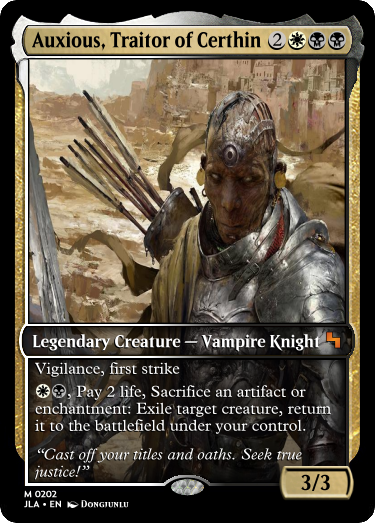 Auxious, Traitor of Certhin 2
Legendary Creature — Vampire Knight
Vigilance, first strike
, Pay 2 life, Sacrifice an artifact or
enchantment: Exile target creature, return
it to the battlefield under your control.
“Cast off your titles and oaths. Seek true
justice!”
3/3
M 0202
JLA • EN Dongjunlu